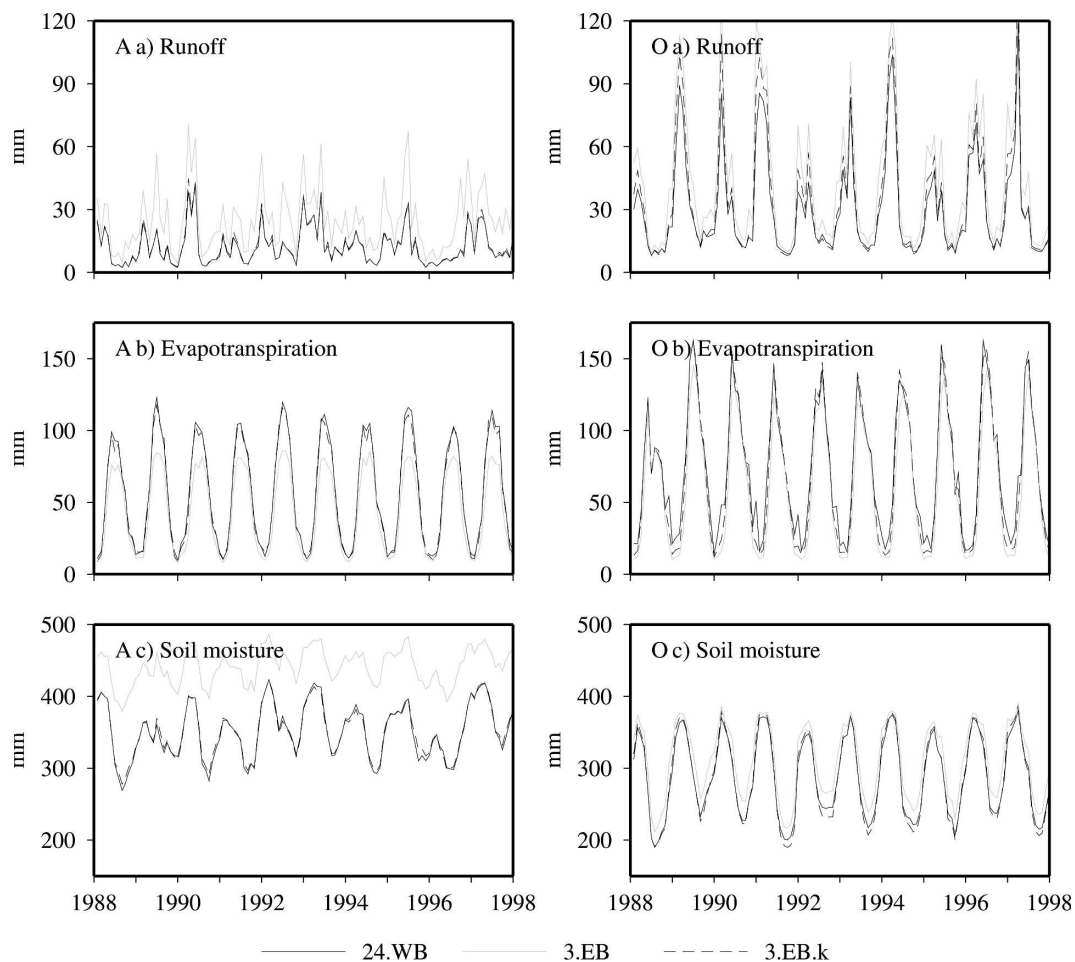 120
90
60
30
0
mm
A a) Runoff
120
90
60
30
0
mm
O a) Runoff
150
100
50
0
mm
A b) Evapotranspiration
150
100
50
0
mm
O b) Evapotranspiration
500
400
300
200
mm
A c) Soil moisture
1988 1990 1992 1994 1996 1998
500
400
300
200
mm
O c) Soil moisture
1988 1990 1992 1994 1996 1998
24.WB 3.EB 3.EB.k